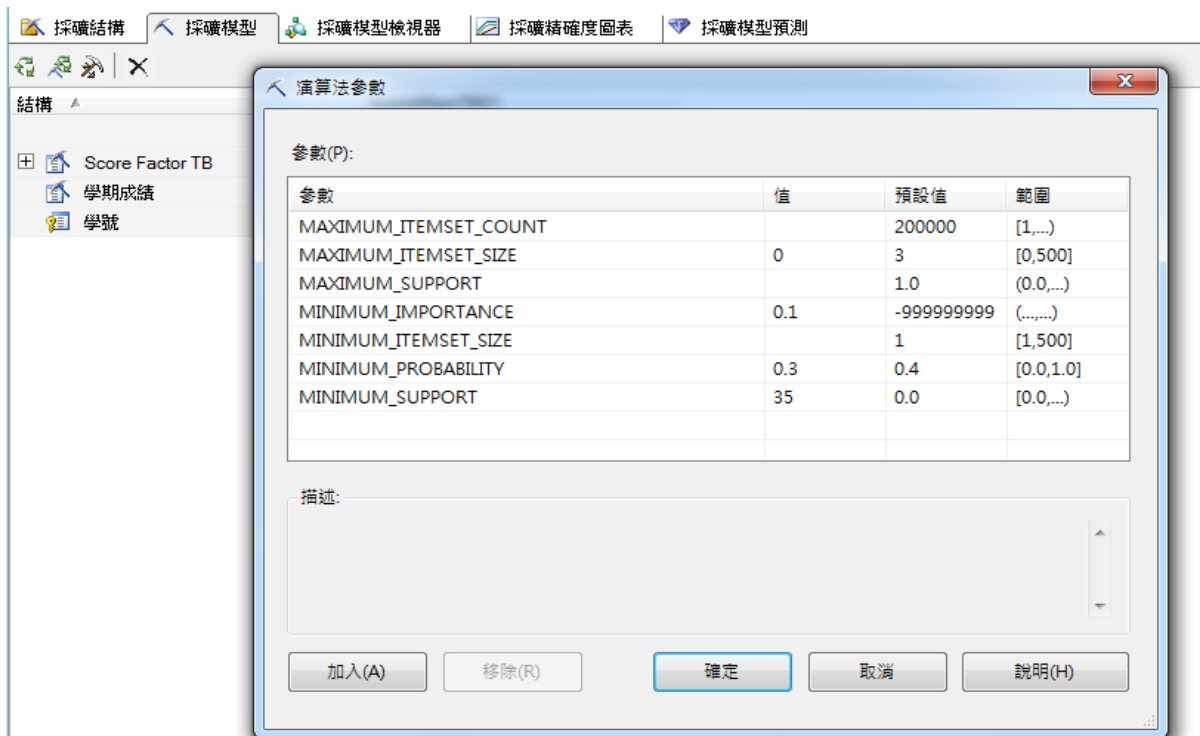 採礦結構 採礦模型 採礦模型檢視器 採礦精確度圖表 採礦模型預測
結構
Score Factor TB
學期成績
學號
演算法參數
參數(P):
參數 值 預設值 範圍
MAXIMUM_ITEMSET_COUNT 200000 [1,...)
MAXIMUM_ITEMSET_SIZE 0 3 [0,500]
MAXIMUM_SUPPORT 1.0 (0.0,...)
MINIMUM_IMPORTANCE 0.1 -999999999 (...,...)
MINIMUM_ITEMSET_SIZE 1 [1,500]
MINIMUM_PROBABILITY 0.3 0.4 [0.0,1.0]
MINIMUM_SUPPORT 35 0.0 [0.0,...)
描述:
加入(A) 移除(R) 確定 取消 說明(H)